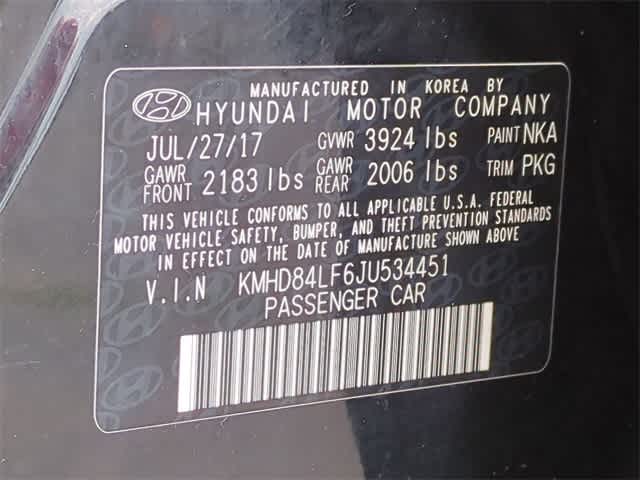 MANUFACTURED IN KOREA BY
HYUNDAI MOTOR COMPANY
JUL/27/17 GVWR 3924 lbs PAINT NKA
GAWR FRONT 2183 lbs GAWR REAR 2006 lbs TRIM PKG
THIS VEHICLE CONFORMS TO ALL APPLICABLE U.S.A. FEDERAL
MOTOR VEHICLE SAFETY, BUMPER, AND THEFT PREVENTION STANDARDS
IN EFFECT ON THE DATE OF MANUFACTURE SHOWN ABOVE
V.I.N KMHD84LF6JU534451
PASSENGER CAR